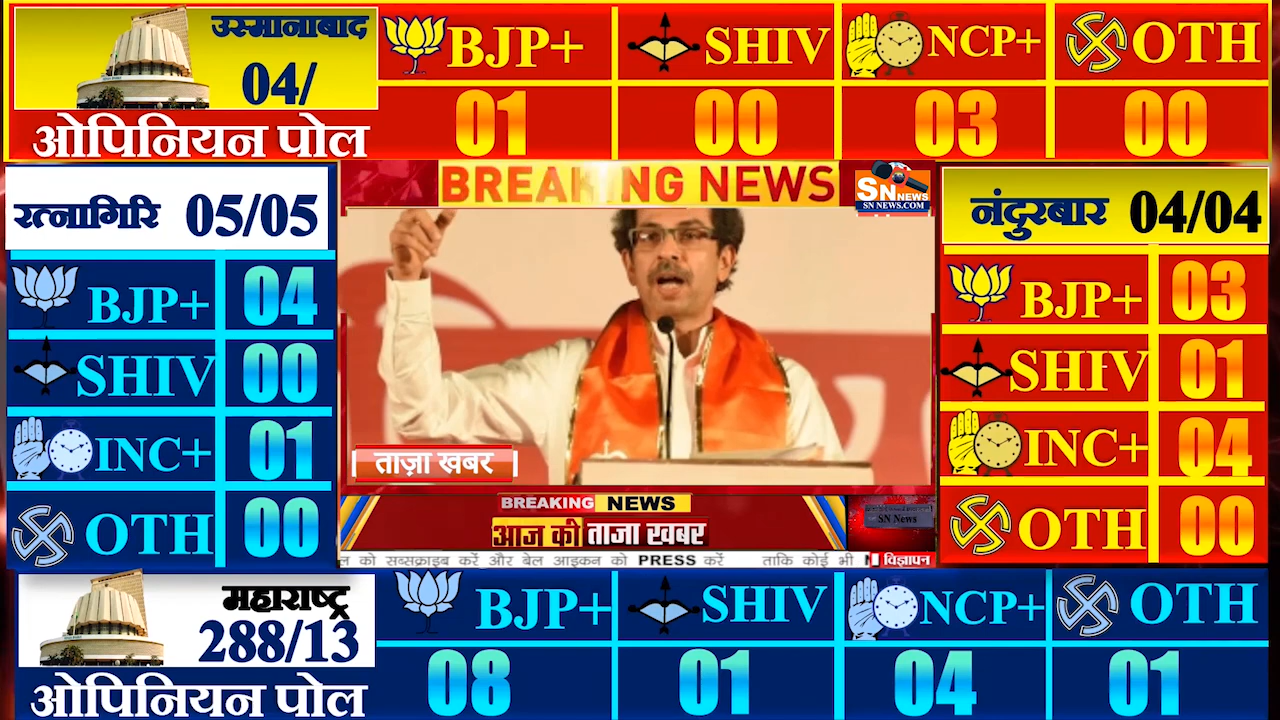 उस्मानाबाद
04/
ओपिनियन पोल
BJP+
SHIV
NCP+
OTH
01
00
03
00
रत्नागिरि 05/05
BJP+ 04
SHIV 00
INC+ 01
OTH 00
BREAKING NEWS
SN NEWS
SN NEWS.COM
ताज़ा खबर
BREAKING NEWS
आज की ताजा खबर
SN News
ल को सब्सक्राइब करें और बेल आइकन को PRESS करें ताकि कोई भी
विज्ञापन
नंदुरबार 04/04
BJP+ 03
SHIV 01
INC+ 04
OTH 00
महाराष्ट्र
288/13
ओपिनियन पोल
BJP+
SHIV
NCP+
OTH
08
01
04
01